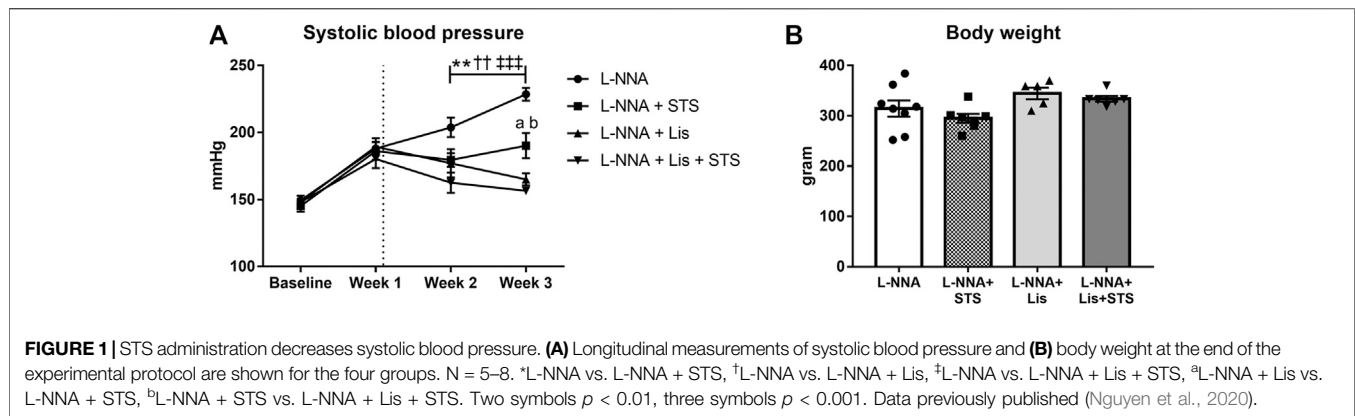 A
Systolic blood pressure
250
200
150
100
mmHg
Baseline
Week 1
Week 2
Week 3
**†† ‡‡‡
a b
L-NNA
L-NNA + STS
L-NNA + Lis
L-NNA + Lis + STS
B
Body weight
400
300
200
100
0
gram
L-NNA
L-NNA+
STS
L-NNA+
Lis
L-NNA+
Lis+STS
FIGURE 1 | STS administration decreases systolic blood pressure. (A) Longitudinal measurements of systolic blood pressure and (B) body weight at the end of the
experimental protocol are shown for the four groups. N = 5–8. *L-NNA vs. L-NNA + STS, †L-NNA vs. L-NNA + Lis, ‡L-NNA vs. L-NNA + Lis + STS, ᵃL-NNA + Lis vs.
L-NNA + STS, ᵇL-NNA + STS vs. L-NNA + Lis + STS. Two symbols p < 0.01, three symbols p < 0.001. Data previously published (Nguyen et al., 2020).